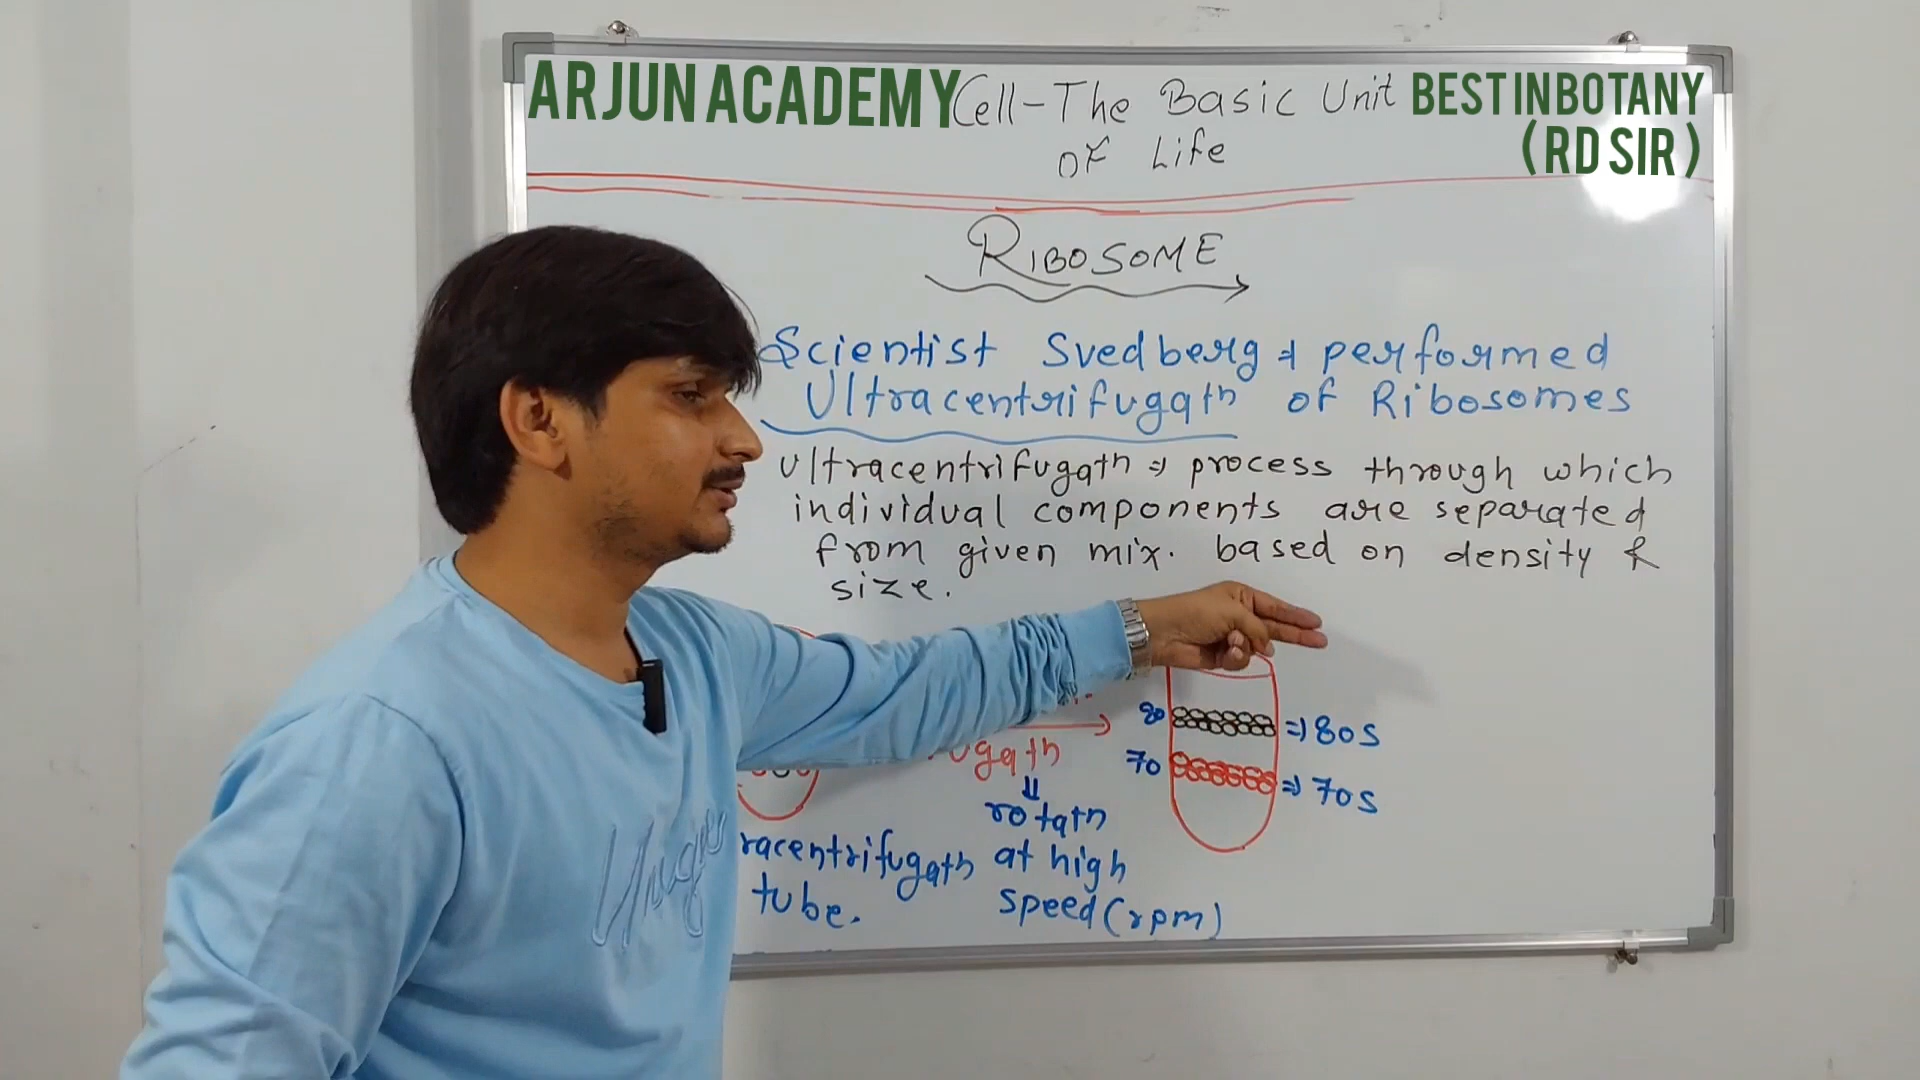 ARJUN ACADEMY
Cell-The Basic Unit
OF Life
BEST IN BOTANY
(RD SIR)
RIBOSOME
Scientist Svedberg ⇒ performed
Ultracentrifugatn of Ribosomes
Ultracentrifugatn ⇒ process through which
individual components are separated
from given mix. based on density &
size.
ugatn
⇓
rotatn
at high
speed (rpm)
racentrifugatn
tube.
80 ⇒ 80S
70 ⇒ 70S